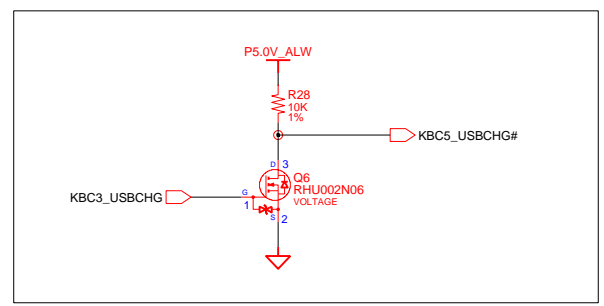 P5.0V_ALW
R28
10K
1%
KBC5_USBCHG#
D 3
Q6
RHU002N06
VOLTAGE
KBC3_USBCHG
G
1
S
2